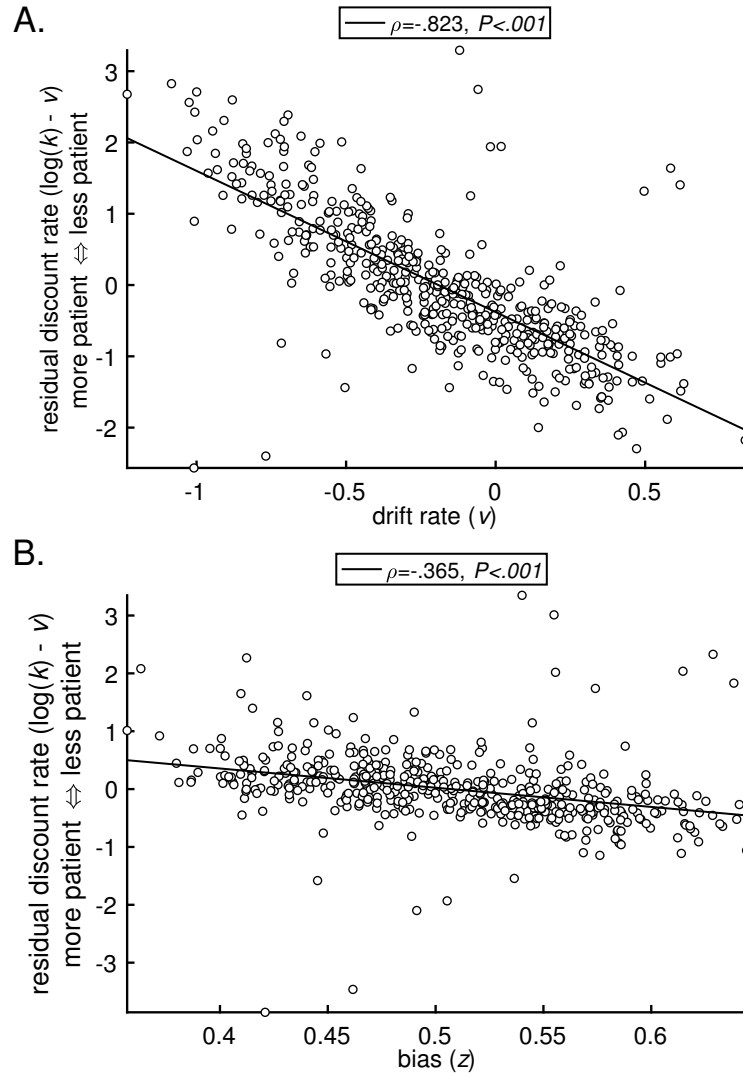 A.
ρ=-.823, P<.001
residual discount rate (log(k) - v)
more patient ⇔ less patient
3
2
1
0
-1
-2
-1
-0.5
0
0.5
drift rate (v)
B.
ρ=-.365, P<.001
residual discount rate (log(k) - v)
more patient ⇔ less patient
3
2
1
0
-1
-2
-3
0.4
0.45
0.5
0.55
0.6
bias (z)